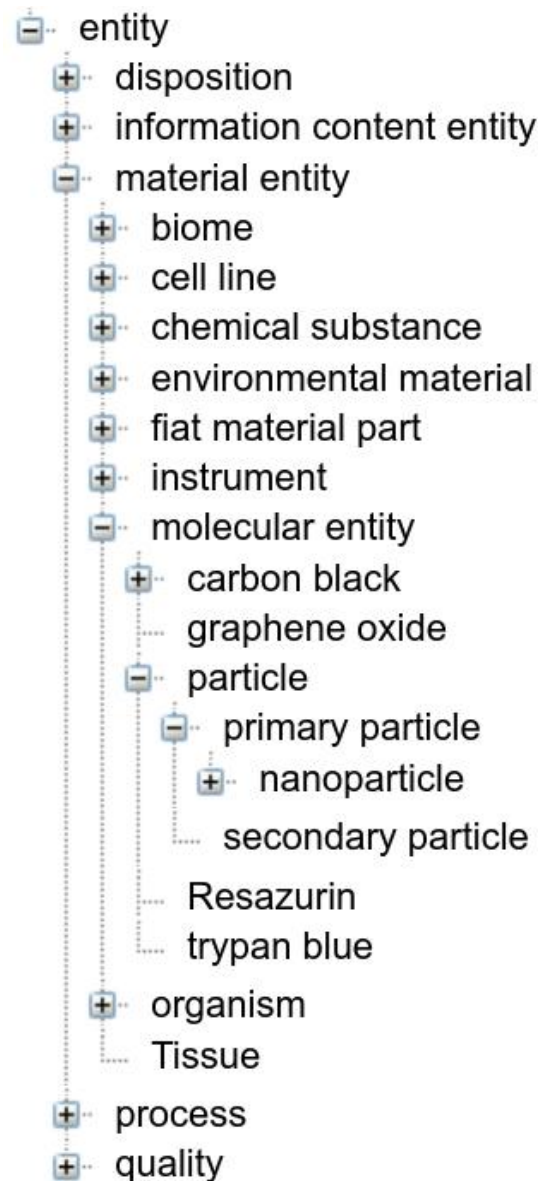 entity
disposition
information content entity
material entity
biome
cell line
chemical substance
environmental material
fiat material part
instrument
molecular entity
carbon black
graphene oxide
particle
primary particle
nanoparticle
secondary particle
Resazurin
trypan blue
organism
Tissue
process
quality